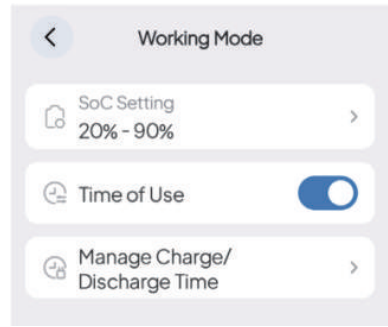 Working Mode
SoC Setting
20% - 90%
Time of Use
Manage Charge/
Discharge Time